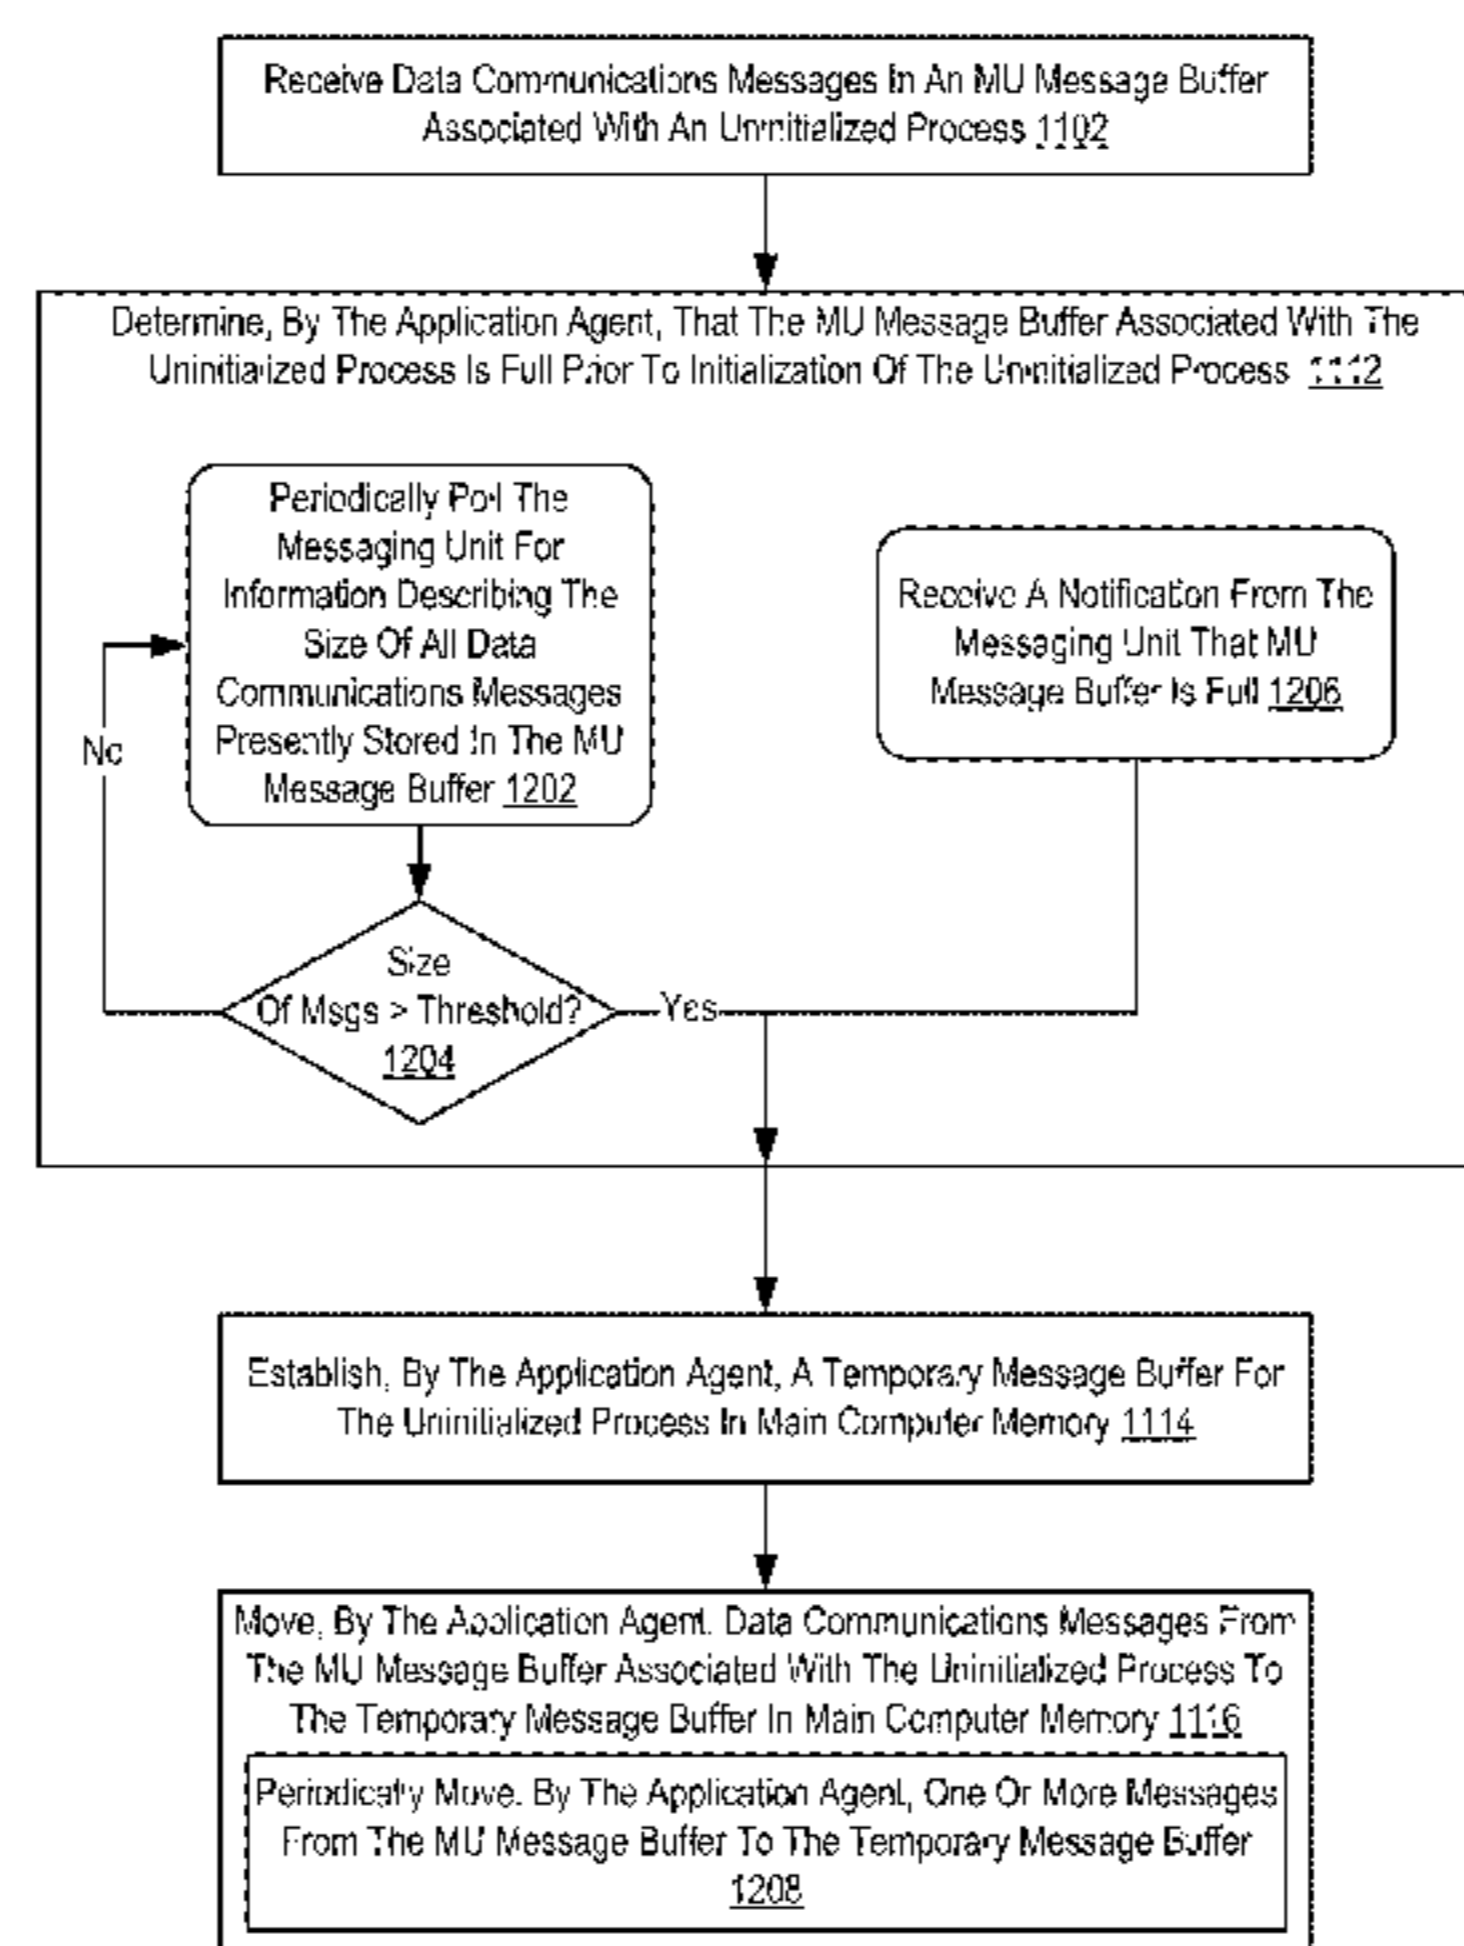 Receive Data Communications Messages In An MU Message Buffer
Associated With An Uninitialized Process 1102
Determine, By The Application Agent, That The MU Message Buffer Associated With The
Uninitialized Process Is Full Prior To Initialization Of The Uninitialized Process 1112
Periodically Poll The
Messaging Unit For
Information Describing The
Size Of All Data
Communications Messages
Presently Stored In The MU
Message Buffer 1202
Receive A Notification From The
Messaging Unit That MU
Message Buffer Is Full 1206
No
Size
Of Msgs > Threshold?
1204
Yes
Establish, By The Application Agent, A Temporary Message Buffer For
The Uninitialized Process In Main Computer Memory 1114
Move, By The Application Agent, Data Communications Messages From
The MU Message Buffer Associated With The Uninitialized Process To
The Temporary Message Buffer In Main Computer Memory 1116
Periodically Move, By The Application Agent, One Or More Messages
From The MU Message Buffer To The Temporary Message Buffer
1208